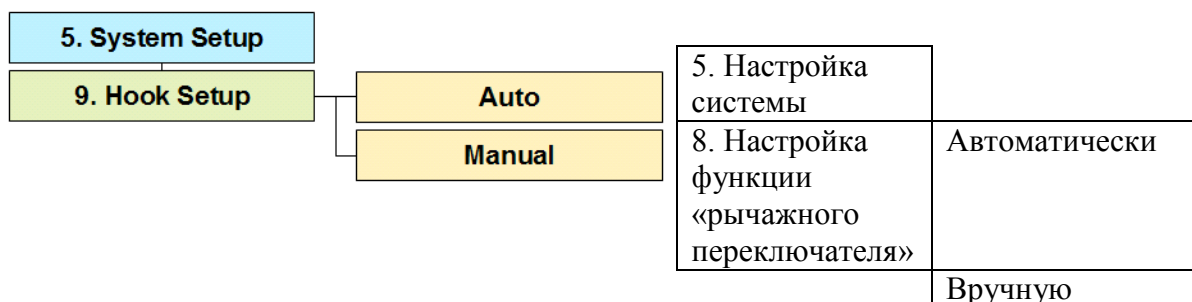 5. System Setup
9. Hook Setup
Auto
Manual
5. Настройка
системы
8. Настройка
функции
«рычажного
переключателя»
Автоматически
Вручную